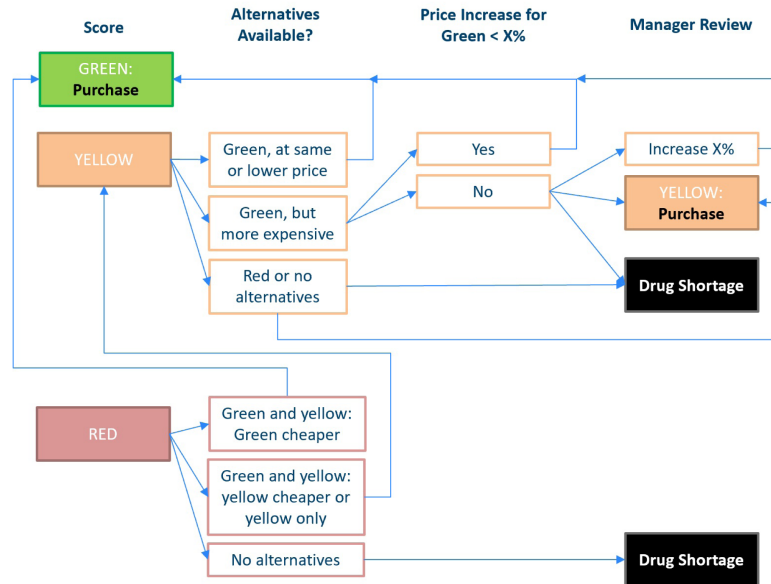 Score
Alternatives
Available?
Price Increase for
Green < X%
Manager Review
GREEN:
Purchase
YELLOW
Green, at same
or lower price
Yes
Increase X%
Green, but
more expensive
No
YELLOW:
Purchase
Red or no
alternatives
Drug Shortage
RED
Green and yellow:
Green cheaper
Green and yellow:
yellow cheaper or
yellow only
No alternatives
Drug Shortage